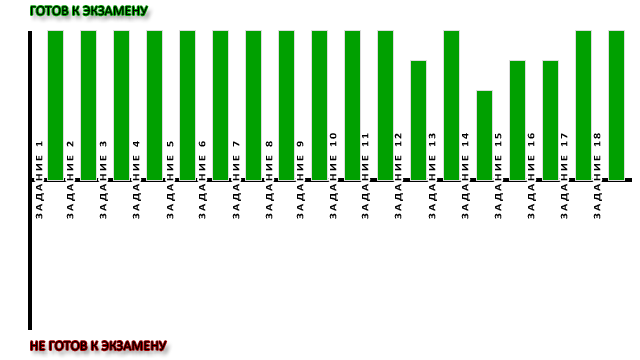 ГОТОВ К ЭКЗАМЕНУ
ЗАДАНИЕ 1
ЗАДАНИЕ 2
ЗАДАНИЕ 3
ЗАДАНИЕ 4
ЗАДАНИЕ 5
ЗАДАНИЕ 6
ЗАДАНИЕ 7
ЗАДАНИЕ 8
ЗАДАНИЕ 9
ЗАДАНИЕ 10
ЗАДАНИЕ 11
ЗАДАНИЕ 12
ЗАДАНИЕ 13
ЗАДАНИЕ 14
ЗАДАНИЕ 15
ЗАДАНИЕ 16
ЗАДАНИЕ 17
ЗАДАНИЕ 18
НЕ ГОТОВ К ЭКЗАМЕНУ